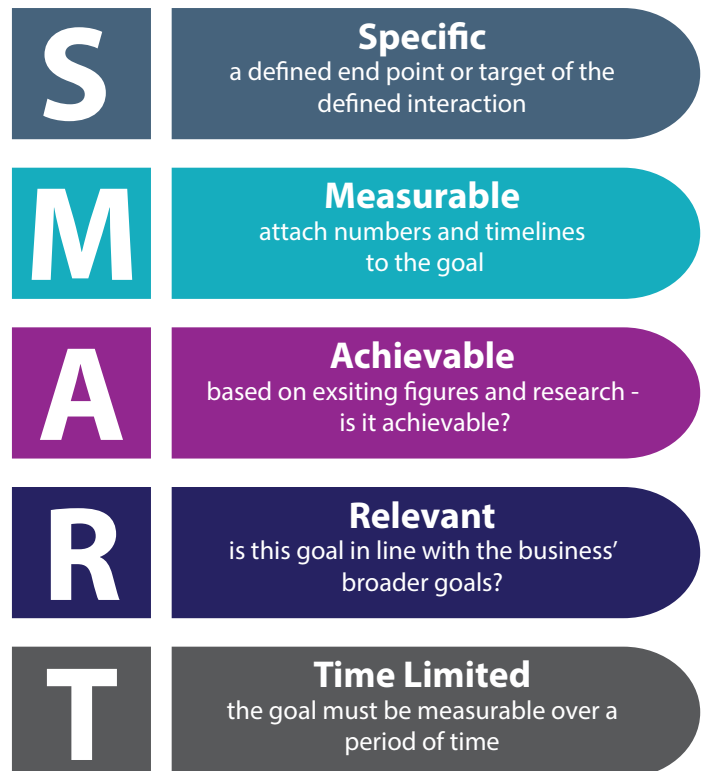 S
Specific
a defined end point or target of the
defined interaction
M
Measurable
attach numbers and timelines
to the goal
A
Achievable
based on exsiting figures and research -
is it achievable?
R
Relevant
is this goal in line with the business’
broader goals?
T
Time Limited
the goal must be measurable over a
period of time